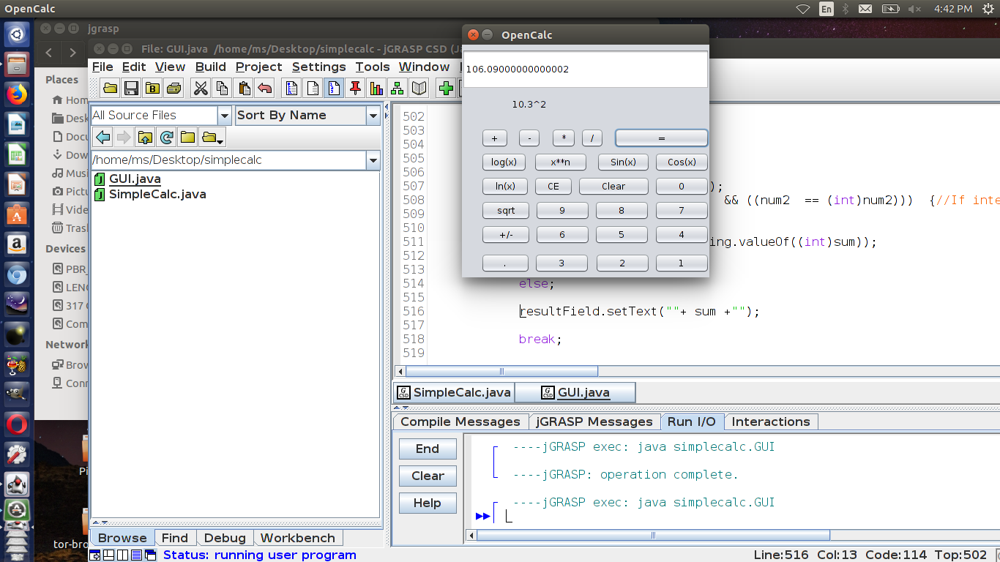 OpenCalc
En
4:42 PM
jgrasp
File: GUI.java /home/ms/Desktop/simplecalc - jGRASP CSD (Ja
OpenCalc
File Edit View Build Project Settings Tools Window
106.09000000000002
10.3^2
+ - * / =
log(x) x**n Sin(x) Cos(x)
ln(x) CE Clear 0
sqrt 9 8 7
+/- 6 5 4
. 3 2 1
Places
Hom
Desk
Docu
Dow
Musi
Pictu
Vide
Tras
Devices
PBR_
LENO
317 G
Com
Network
Brow
Conn
All Source Files
Sort By Name
/home/ms/Desktop/simplecalc
GUI.java
SimpleCalc.java
502
503
504
505
506
507 );
508 && ((num2 == (int)num2))) {//If inte
509
510
511 ing.valueOf((int)sum));
512
513
514 else;
515
516 resultField.setText(""+ sum +"");
517
518 break;
519
SimpleCalc.java GUI.java
Compile Messages jGRASP Messages Run I/O Interactions
End
Clear
Help
----jGRASP exec: java simplecalc.GUI
----jGRASP: operation complete.
----jGRASP exec: java simplecalc.GUI
Pi
tor-bro
Browse Find Debug Workbench
Status: running user program
Line:516 Col:13 Code:114 Top:502